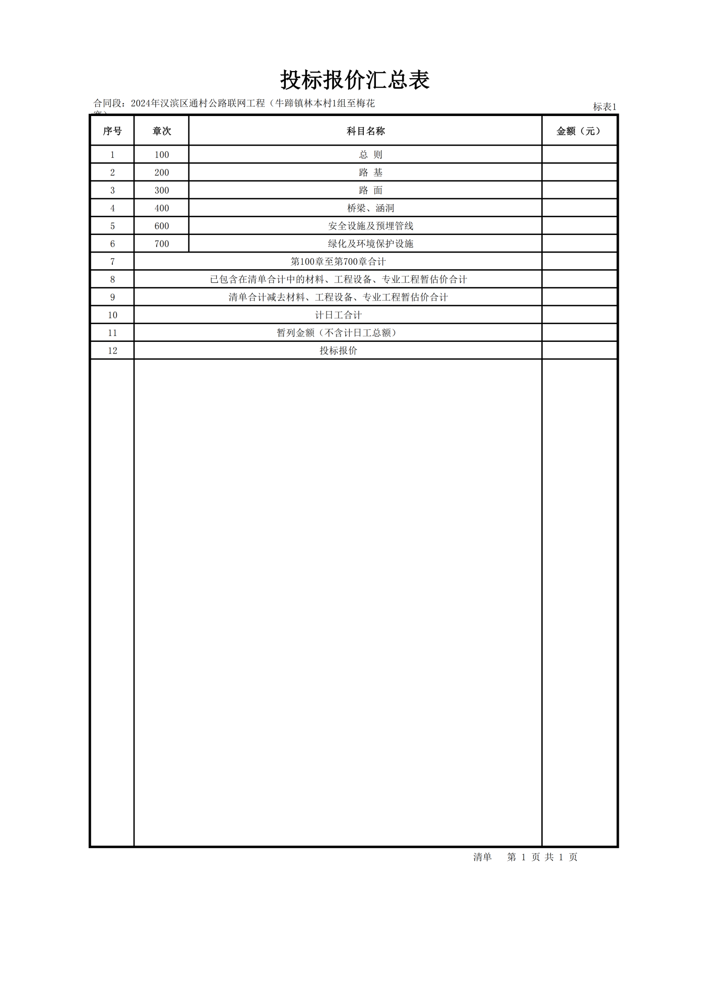 投标报价汇总表
合同段：2024年汉滨区通村公路联网工程（牛蹄镇林本村1组至梅花
标表1
序号 章次 科目名称 金额（元）
1 100 总 则
2 200 路 基
3 300 路 面
4 400 桥梁、涵洞
5 600 安全设施及预埋管线
6 700 绿化及环境保护设施
7 第100章至第700章合计
8 已包含在清单合计中的材料、工程设备、专业工程暂估价合计
9 清单合计减去材料、工程设备、专业工程暂估价合计
10 计日工合计
11 暂列金额（不含计日工总额）
12 投标报价
清单 第 1 页 共 1 页